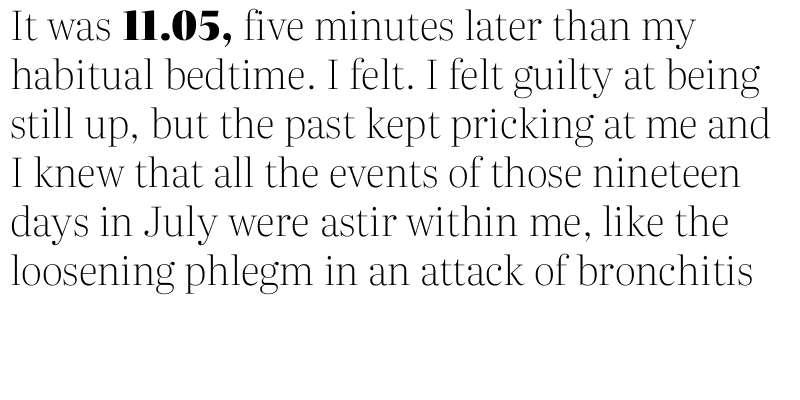 It was 11.05, five minutes later than my
habitual bedtime. I felt. I felt guilty at being
still up, but the past kept pricking at me and
I knew that all the events of those nineteen
days in July were astir within me, like the
loosening phlegm in an attack of bronchitis